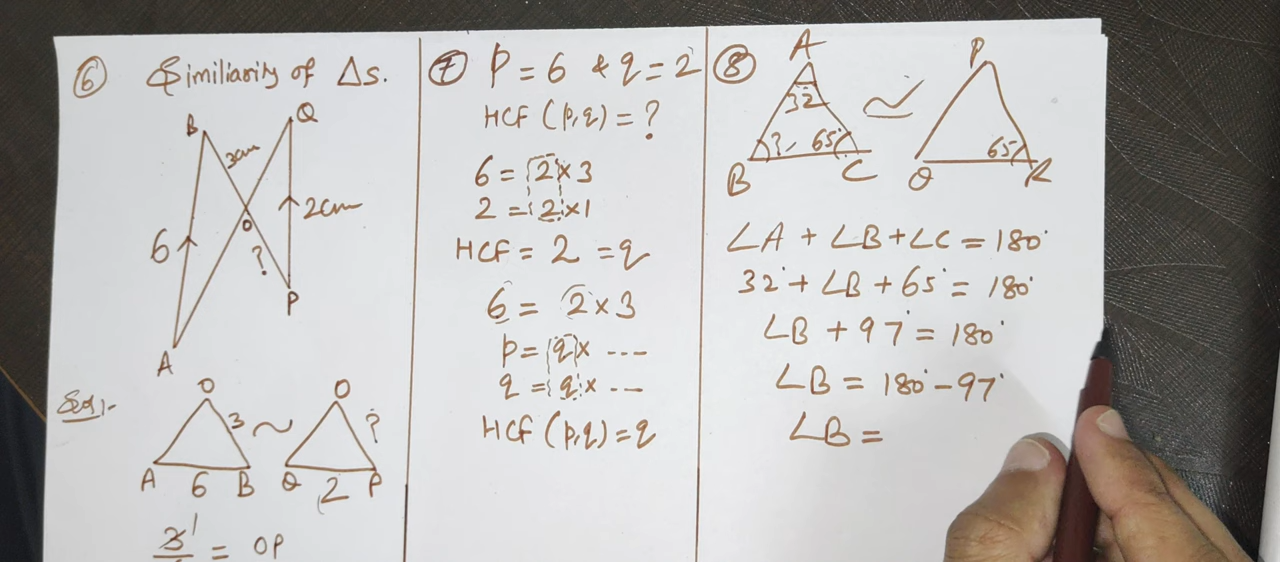 ⑥ Similiarity of Δs.
B
Q
3cm
O
2cm
6
?
P
A
Sol:-
O
O
3
~
?
A 6 B
Q 2 P
3 1
= OP
⑦ P = 6 & q = 2
HCF (p,q) = ?
6 = 2 × 3
2 = 2 × 1
HCF = 2 = q
6 = 2 × 3
p = q × ----
q = q × ---
HCF (p,q) = q
⑧
A
P
32
~
? 65°
65°
B C
Q R
∠A + ∠B + ∠C = 180°
32° + ∠B + 65° = 180°
∠B + 97° = 180°
∠B = 180° - 97°
∠B =